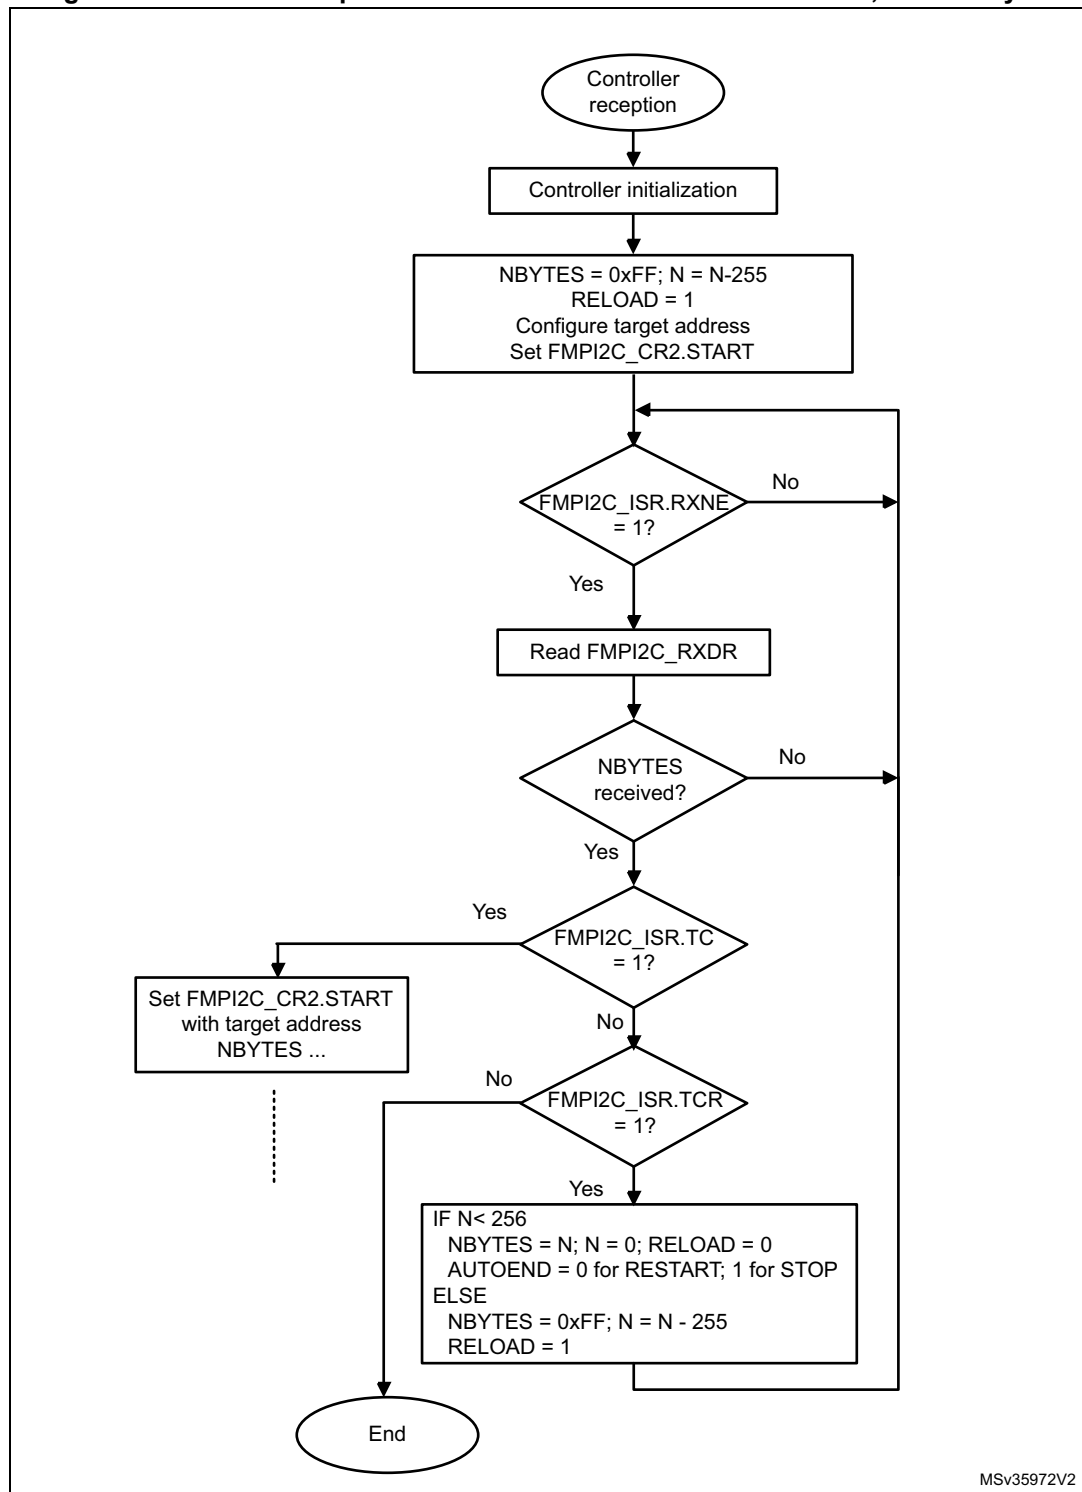 Controller
reception
Controller initialization
NBYTES = 0xFF; N = N-255
RELOAD = 1
Configure target address
Set FMPI2C_CR2.START
FMPI2C_ISR.RXNE
= 1?
No
Yes
Read FMPI2C_RXDR
NBYTES
received?
No
Yes
FMPI2C_ISR.TC
= 1?
Yes
Set FMPI2C_CR2.START
with target address
NBYTES ...
No
FMPI2C_ISR.TCR
= 1?
No
Yes
IF N< 256
NBYTES = N; N = 0; RELOAD = 0
AUTOEND = 0 for RESTART; 1 for STOP
ELSE
NBYTES = 0xFF; N = N - 255
RELOAD = 1
End
MSv35972V2